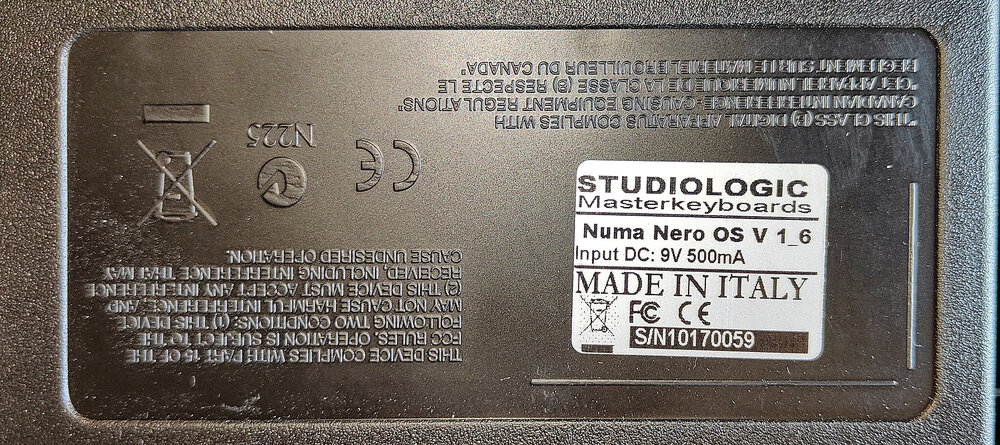 "THIS CLASS (B) DIGITAL APPARATUS COMPLIES WITH
CANADIAN INTERFERENCE-CAUSING EQUIPMENT REGULATIONS"
"CET APPAREIL NUMERIQUE DE LA CLASSE (B) RESPECTE LE
REGLEMENT SUR LE MATERIEL BROUILLEUR DU CANADA"
N225
CE
THIS DEVICE COMPLIES WITH PART 15 OF THE
FCC RULES. OPERATION IS SUBJECT TO THE
FOLLOWING TWO CONDITIONS: (1) THIS DEVICE
MAY NOT CAUSE HARMFUL INTERFERENCE, AND
(2) THIS DEVICE MUST ACCEPT ANY INTERFERENCE
RECEIVED, INCLUDING INTERFERENCE THAT MAY
CAUSE UNDESIRED OPERATION.
STUDIOLOGIC
Masterkeyboards
Numa Nero OS V 1_6
Input DC: 9V 500mA
MADE IN ITALY
FC CE
S/N10170059